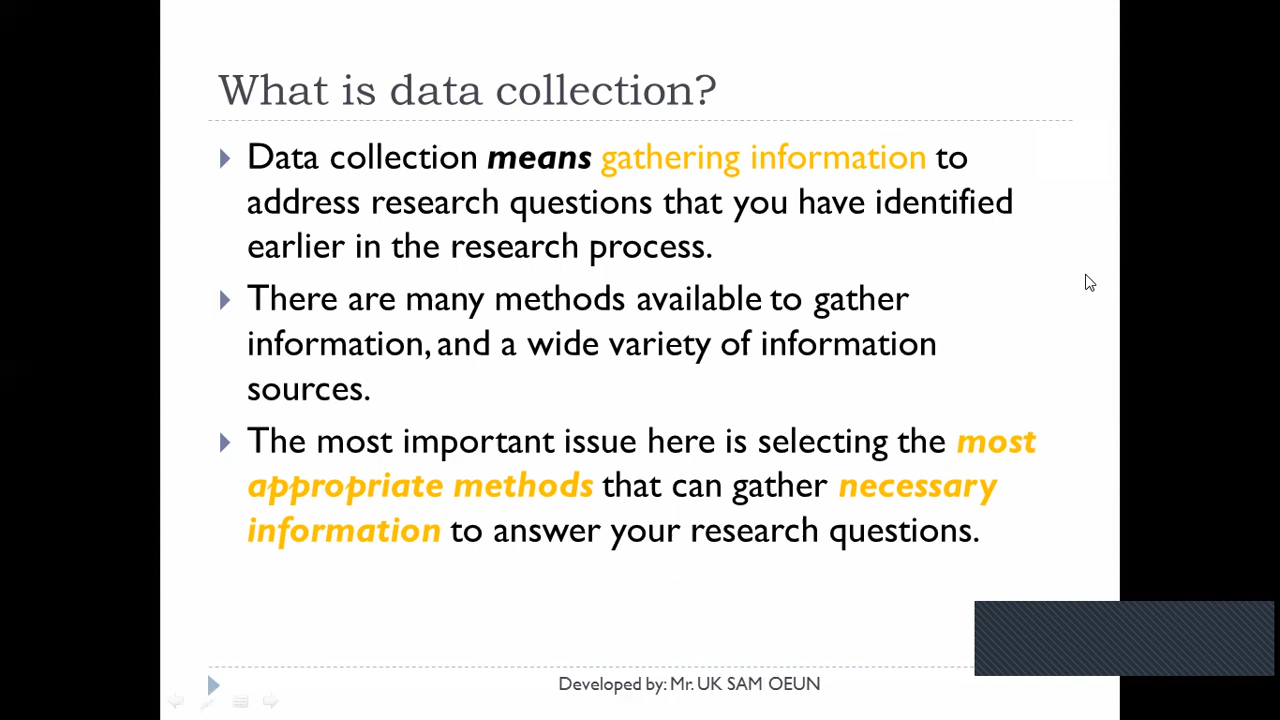 What is data collection?
Data collection means gathering information to
address research questions that you have identified
earlier in the research process.
There are many methods available to gather
information, and a wide variety of information
sources.
The most important issue here is selecting the most
appropriate methods that can gather necessary
information to answer your research questions.
Developed by: Mr. UK SAM OEUN